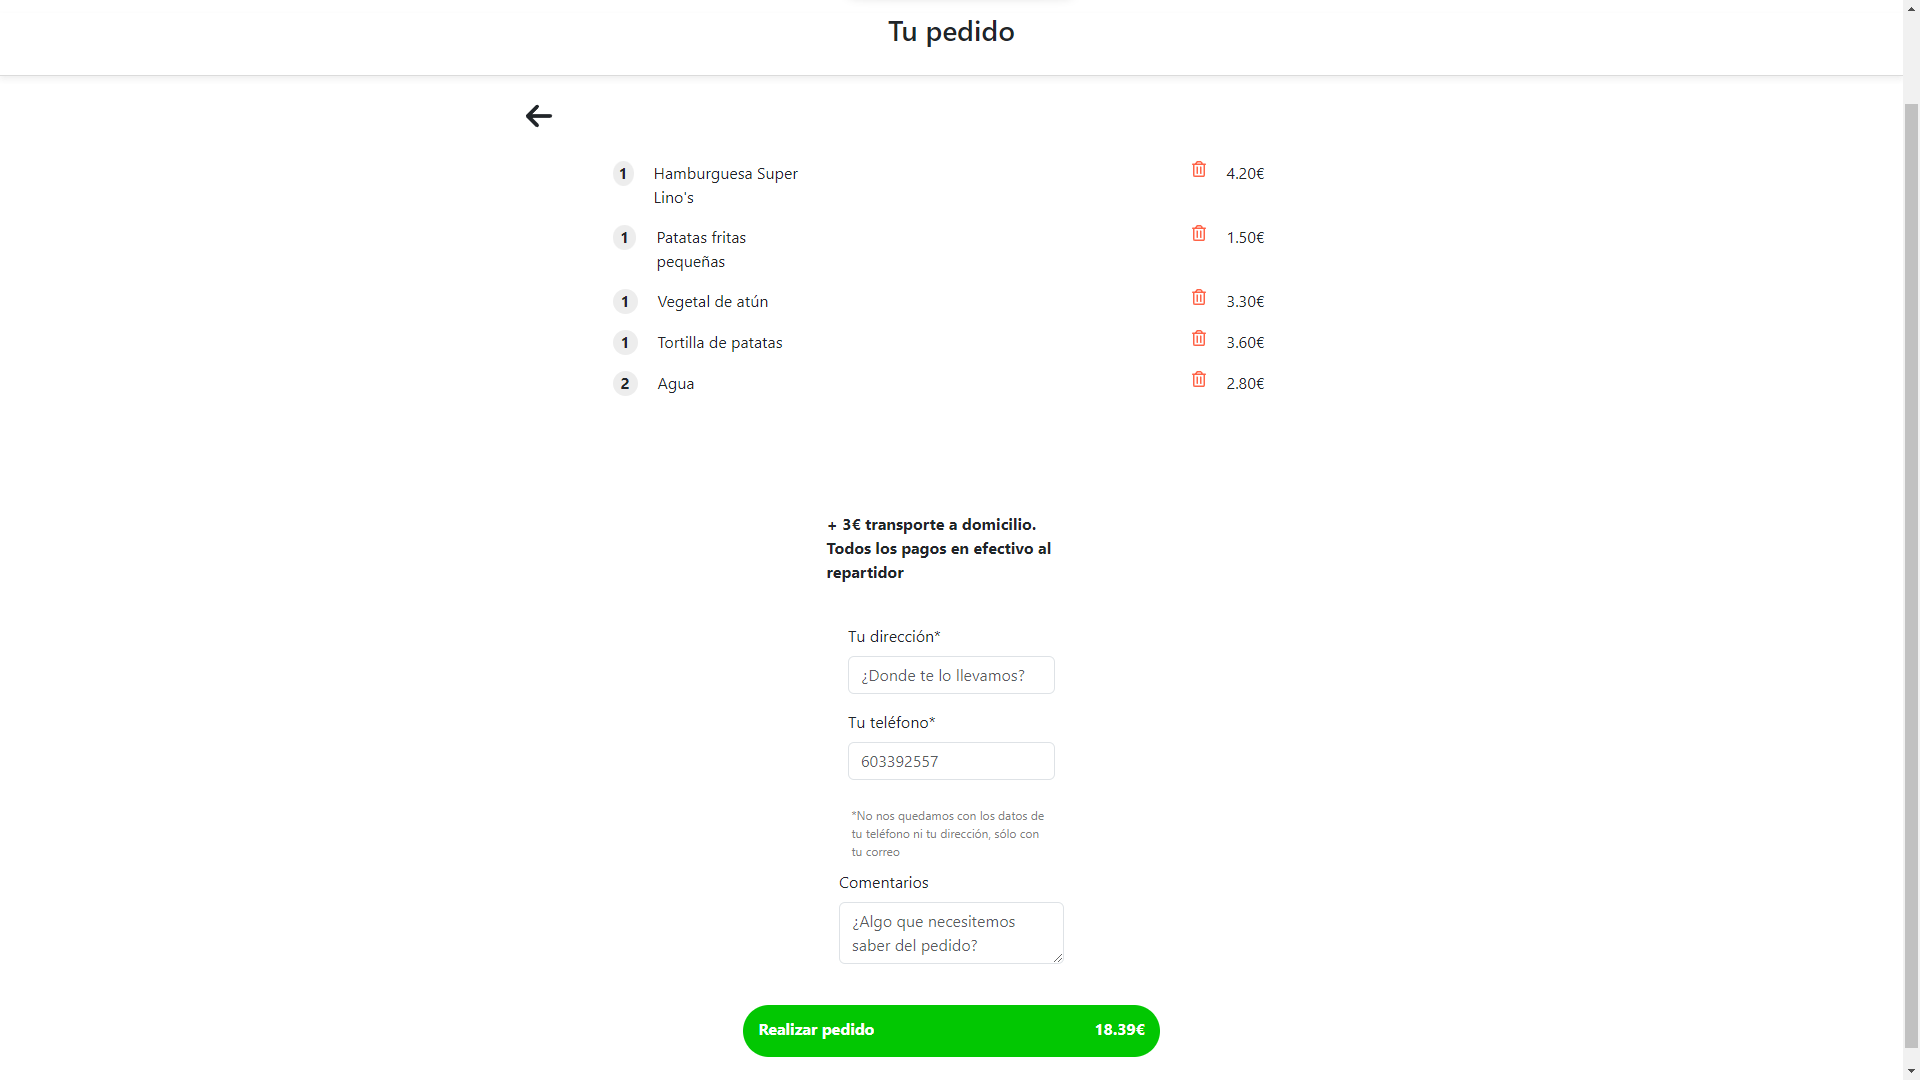 Tu pedido
1 Hamburguesa Super Lino's 4.20€
1 Patatas fritas pequeñas 1.50€
1 Vegetal de atún 3.30€
1 Tortilla de patatas 3.60€
2 Agua 2.80€
+ 3€ transporte a domicilio.
Todos los pagos en efectivo al
repartidor
Tu dirección*
¿Donde te lo llevamos?
Tu teléfono*
603392557
*No nos quedamos con los datos de
tu teléfono ni tu dirección, sólo con
tu correo
Comentarios
¿Algo que necesitemos
saber del pedido?
Realizar pedido 18.39€